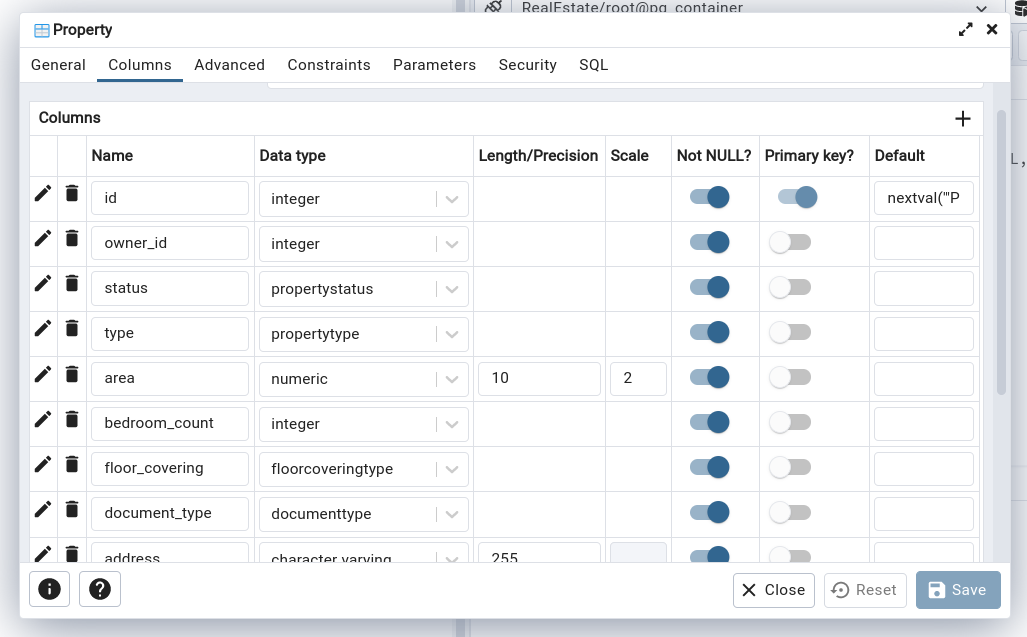 RealEstate/root@pg_container
Property
General Columns Advanced Constraints Parameters Security SQL
Columns
Name Data type Length/Precision Scale Not NULL? Primary key? Default
id integer nextval('"P
owner_id integer
status propertystatus
type propertytype
area numeric 10 2
bedroom_count integer
floor_covering floorcoveringtype
document_type documenttype
address character varying 255
Close Reset Save